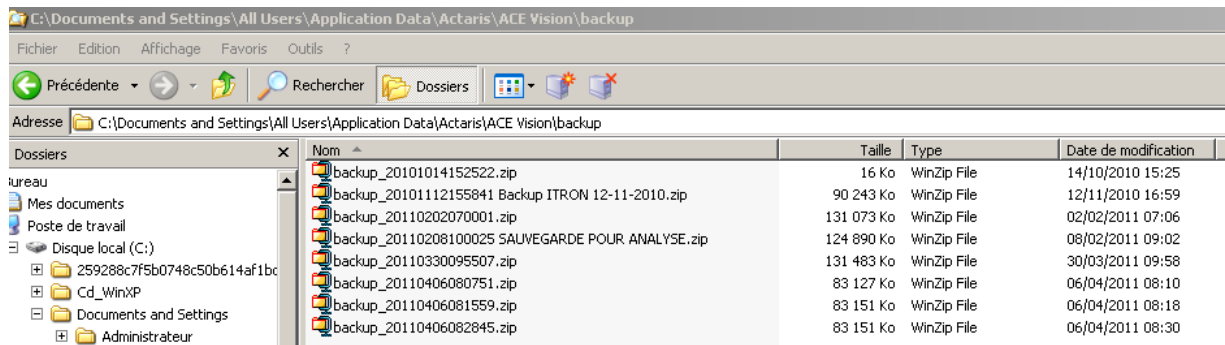 C:\Documents and Settings\All Users\Application Data\Actaris\ACE Vision\backup
Fichier Edition Affichage Favoris Outils ?
Précédente Rechercher Dossiers
Adresse C:\Documents and Settings\All Users\Application Data\Actaris\ACE Vision\backup
Dossiers x Nom Taille Type Date de modification
Bureau backup_20101014152522.zip 16 Ko WinZip File 14/10/2010 15:25
Mes documents backup_20101112155841 Backup ITRON 12-11-2010.zip 90 243 Ko WinZip File 12/11/2010 16:59
Poste de travail backup_20110202070001.zip 131 073 Ko WinZip File 02/02/2011 07:06
Disque local (C:) backup_20110208100025 SAUVEGARDE POUR ANALYSE.zip 124 890 Ko WinZip File 08/02/2011 09:02
259288c7f5b0748c50b614af1bc backup_20110330095507.zip 131 483 Ko WinZip File 30/03/2011 09:58
Cd_WinXP backup_20110406080751.zip 83 127 Ko WinZip File 06/04/2011 08:10
Documents and Settings backup_20110406081559.zip 83 151 Ko WinZip File 06/04/2011 08:18
Administrateur backup_20110406082845.zip 83 151 Ko WinZip File 06/04/2011 08:30